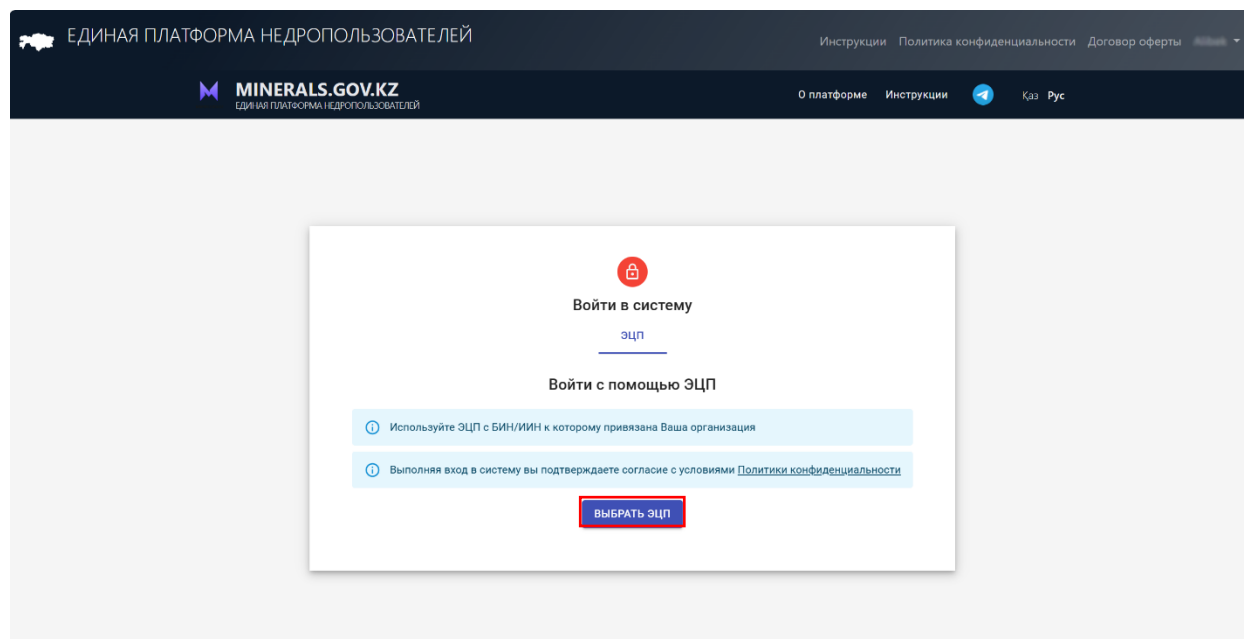 ЕДИНАЯ ПЛАТФОРМА НЕДРОПОЛЬЗОВАТЕЛЕЙ
Инструкции Политика конфиденциальности Договор оферты
MINERALS.GOV.KZ
ЕДИНАЯ ПЛАТФОРМА НЕДРОПОЛЬЗОВАТЕЛЕЙ
О платформе Инструкции Қаз Рус
Войти в систему
ЭЦП
Войти с помощью ЭЦП
Используйте ЭЦП с БИН/ИИН к которому привязана Ваша организация
Выполняя вход в систему вы подтверждаете согласие с условиями Политики конфиденциальности
ВЫБРАТЬ ЭЦП